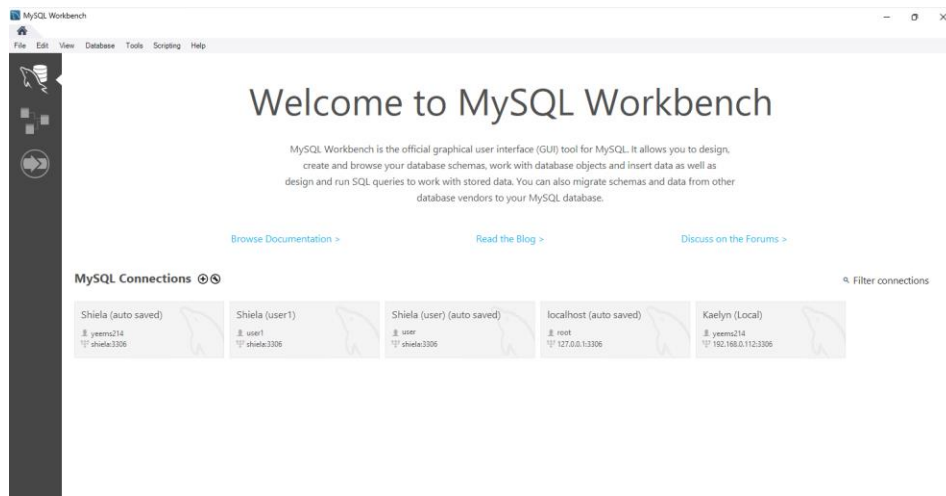 MySQL Workbench
File Edit View Database Tools Scripting Help
Welcome to MySQL Workbench
MySQL Workbench is the official graphical user interface (GUI) tool for MySQL. It allows you to design,
create and browse your database schemas, work with database objects and insert data as well as
design and run SQL queries to work with stored data. You can also migrate schemas and data from other
database vendors to your MySQL database.
Browse Documentation > Read the Blog > Discuss on the Forums >
MySQL Connections Filter connections
Shiela (auto saved) Shiela (user1) Shiela (user) (auto saved) localhost (auto saved) Kaelyn (Local)
yeems214 user1 user root yeems214
shiela:3306 shiela:3306 shiela:3306 127.0.0.1:3306 192.168.0.112:3306